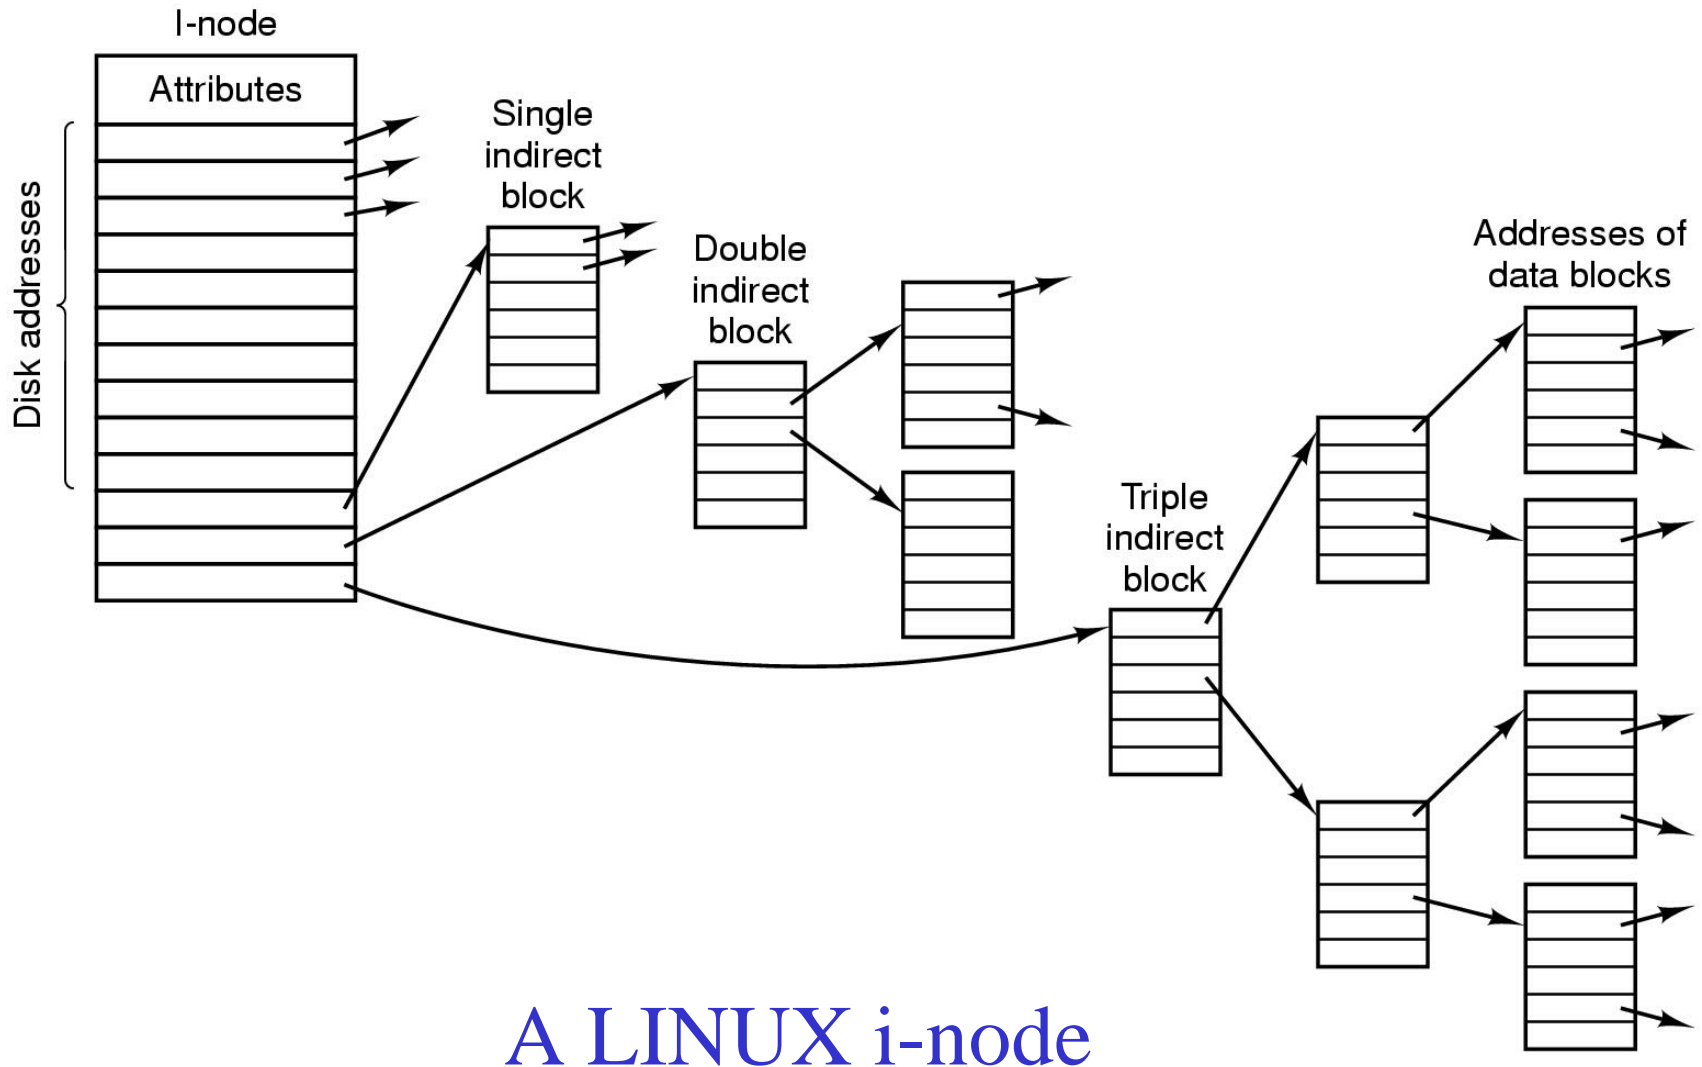 I-node
Attributes
Disk addresses
Single
indirect
block
Double
indirect
block
Triple
indirect
block
Addresses of
data blocks
A LINUX i-node